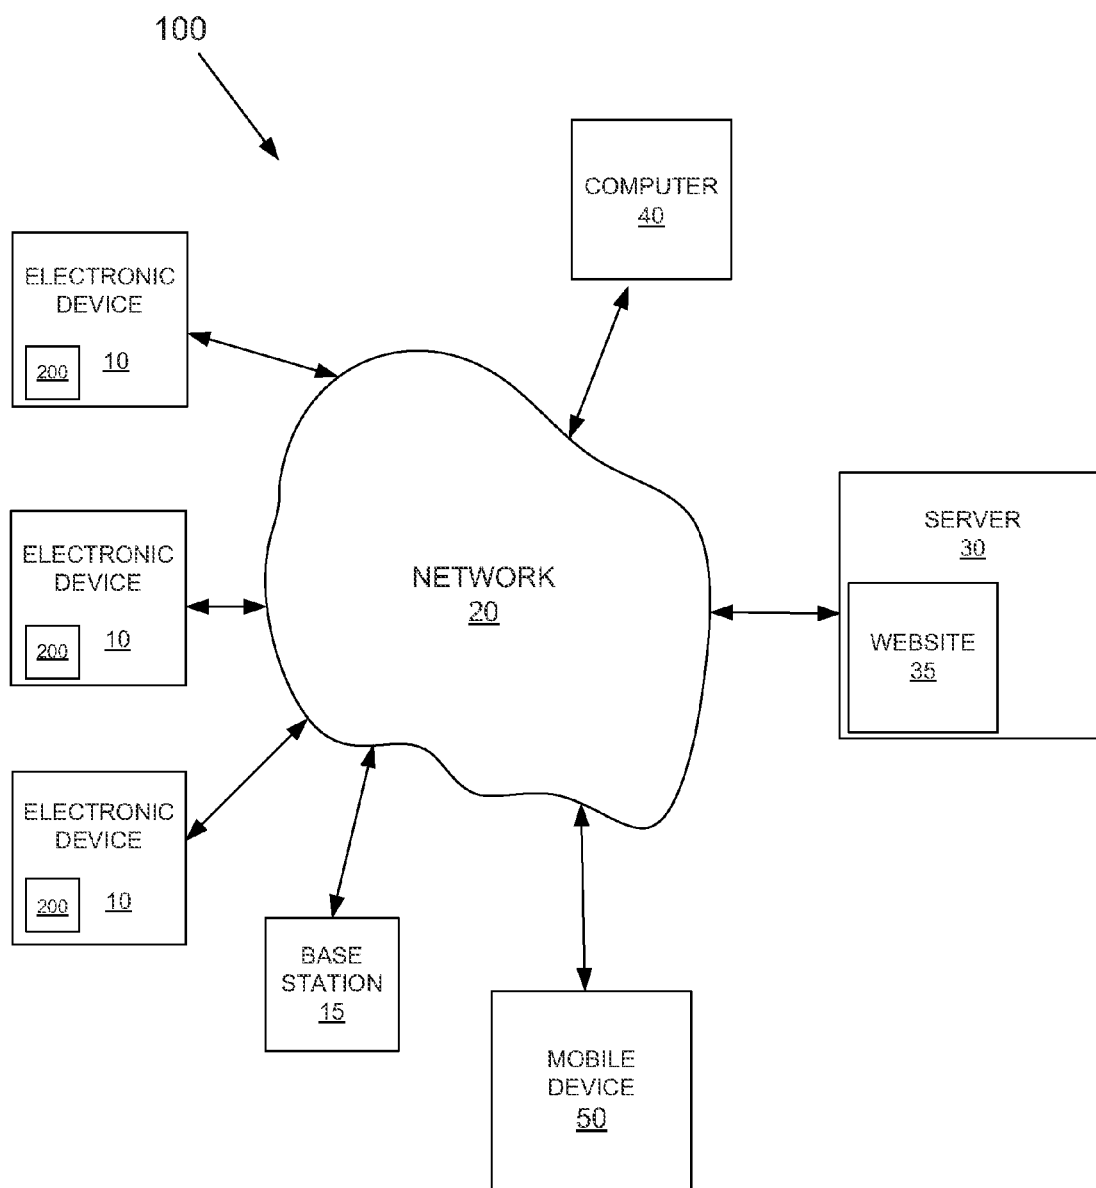 100
COMPUTER
40
ELECTRONIC
DEVICE
10
200
ELECTRONIC
DEVICE
10
200
ELECTRONIC
DEVICE
10
200
NETWORK
20
SERVER
30
WEBSITE
35
BASE
STATION
15
MOBILE
DEVICE
50